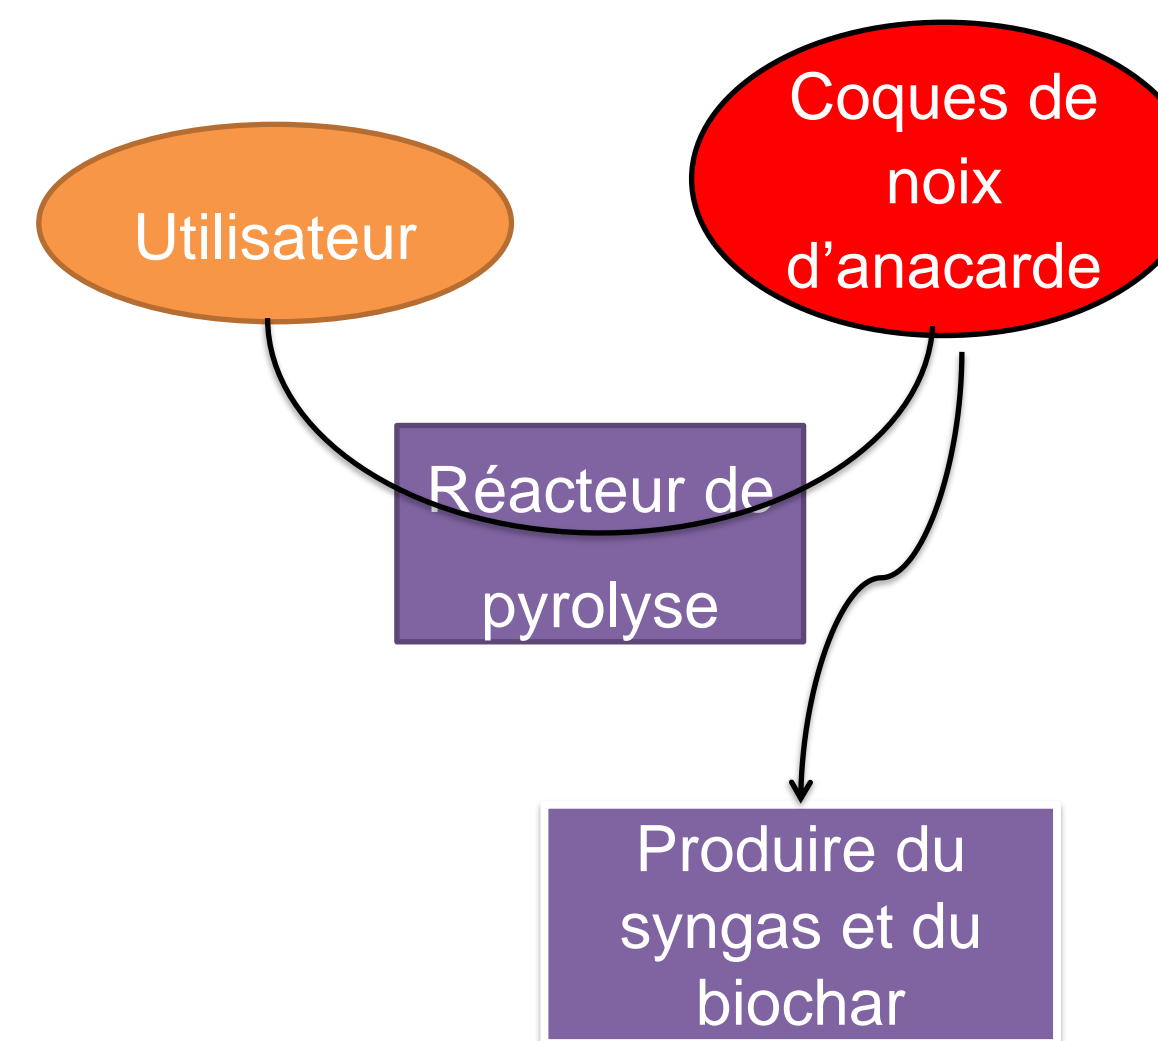 Utilisateur
Coques de
noix
d’anacarde
Réacteur de
pyrolyse
Produire du
syngas et du
biochar